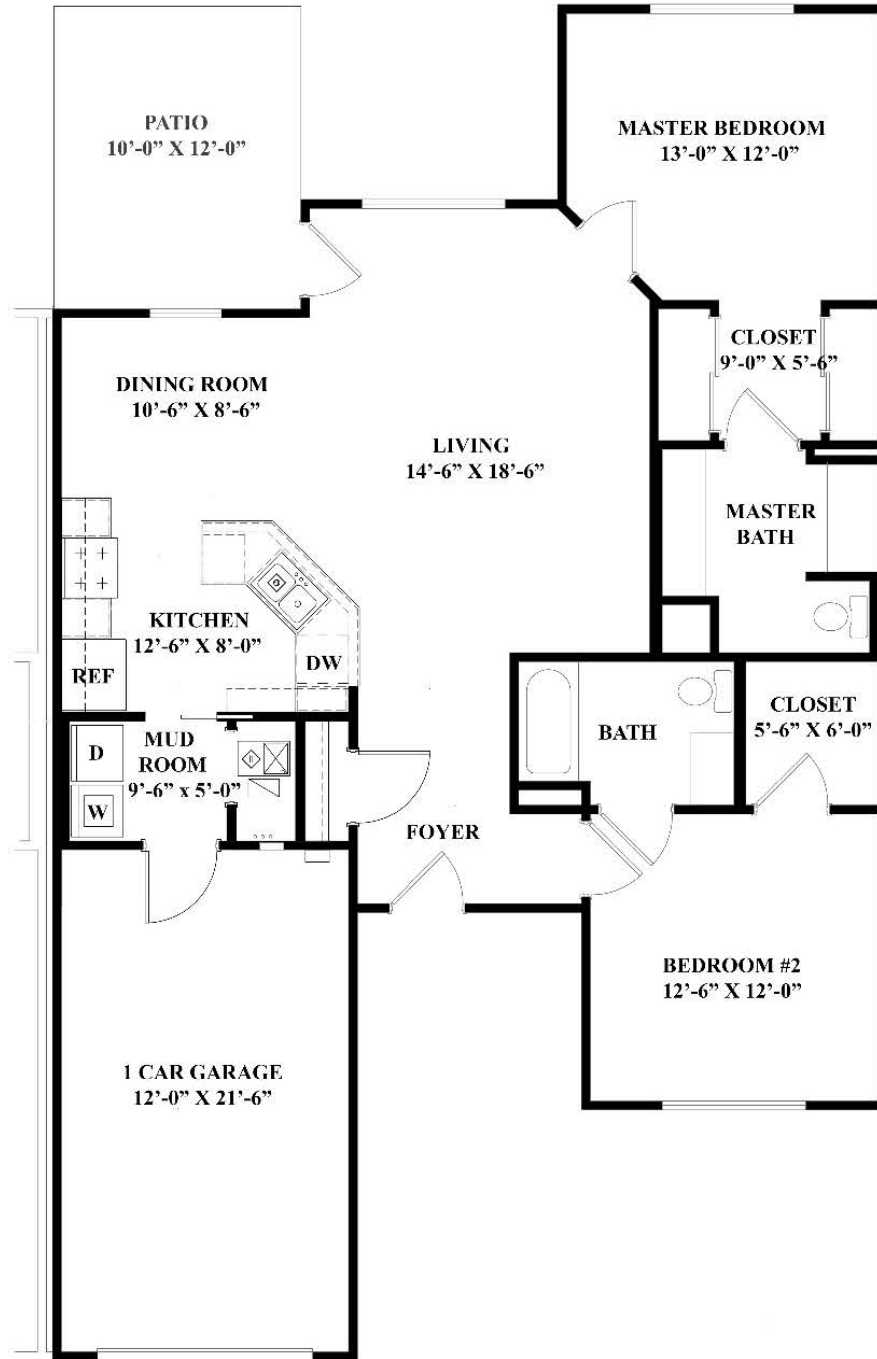 PATIO
10’-0” X 12’-0”
MASTER BEDROOM
13’-0” X 12’-0”
CLOSET
9’-0” X 5’-6”
DINING ROOM
10’-6” X 8’-6”
LIVING
14’-6” X 18’-6”
MASTER
BATH
KITCHEN
12’-6” X 8’-0”
REF
DW
CLOSET
5’-6” X 6’-0”
BATH
D
MUD
ROOM
9’-6” x 5’-0”
W
FOYER
BEDROOM #2
12’-6” X 12’-0”
1 CAR GARAGE
12’-0” X 21’-6”